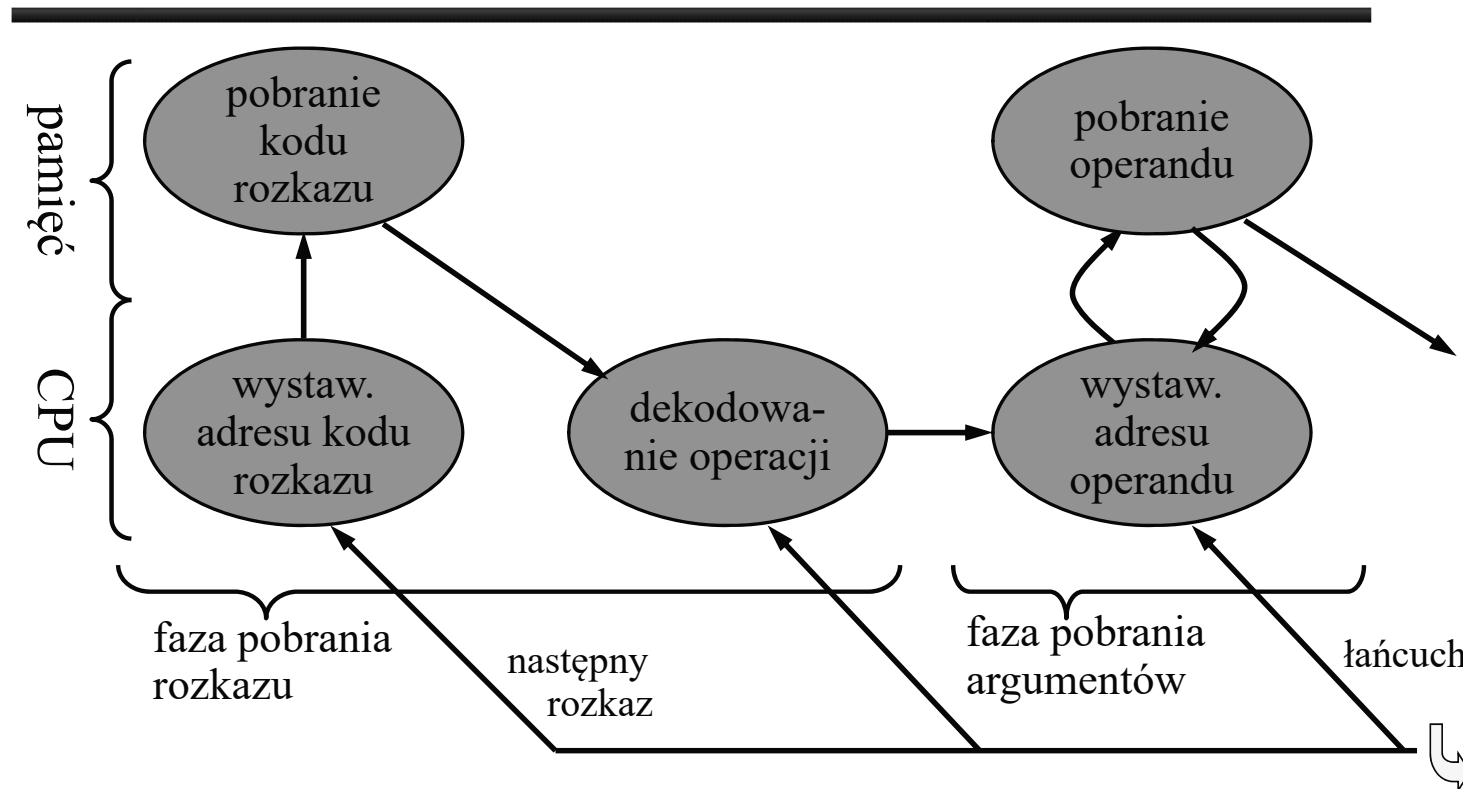 pobranie
kodu
rozkazu
pobranie
operandu
pamięć
wystaw.
adresu kodu
rozkazu
dekodowa-
nie operacji
wystaw.
adresu
operandu
CPU
faza pobrania
rozkazu
następny
rozkaz
faza pobrania
argumentów
łańcuch